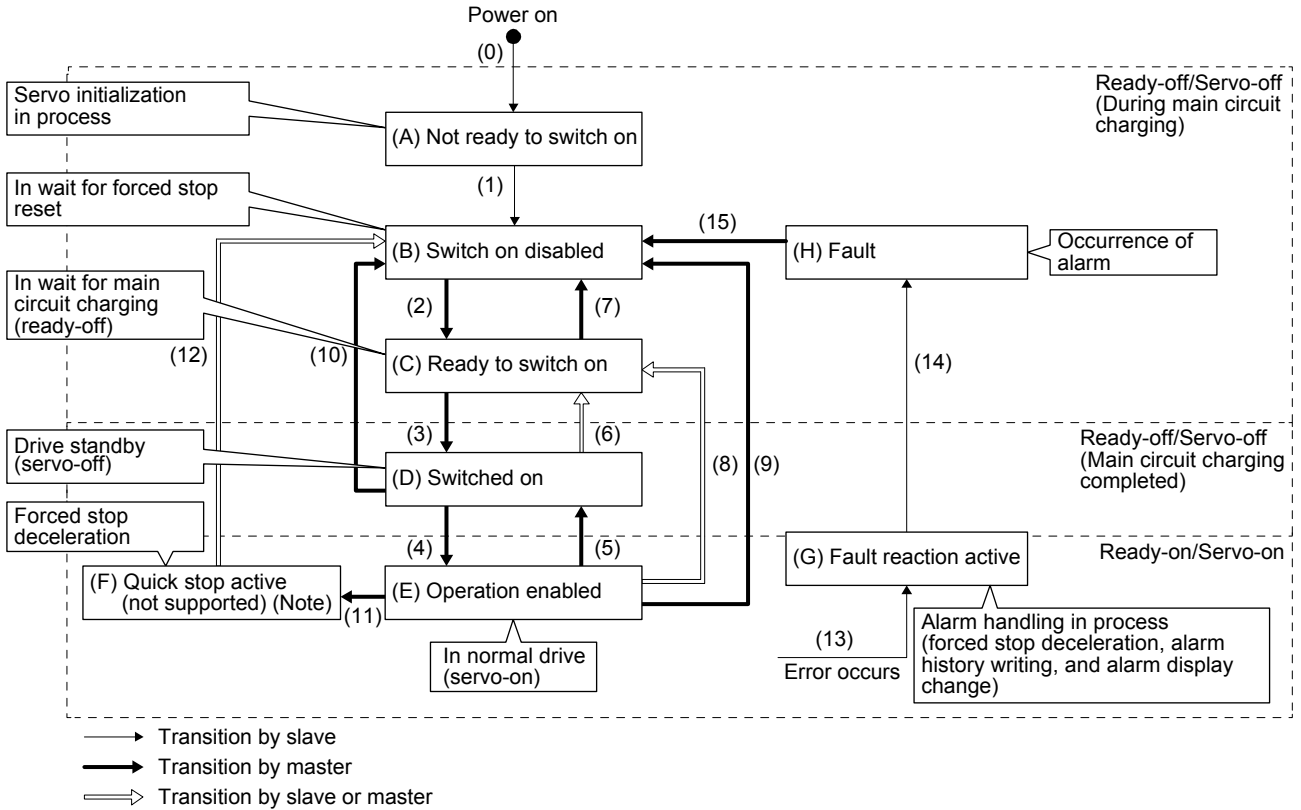 Power on
(0)
Ready-off/Servo-off
(During main circuit
charging)
Servo initialization
in process
(A) Not ready to switch on
(1)
In wait for forced stop
reset
(15)
(B) Switch on disabled
(H) Fault
Occurrence of
alarm
In wait for main
circuit charging
(ready-off)
(2)
(7)
(12)
(10)
(C) Ready to switch on
(14)
(3)
(6)
Ready-off/Servo-off
(Main circuit charging
completed)
Drive standby
(servo-off)
(D) Switched on
(8)
(9)
Forced stop
deceleration
(4)
(5)
(G) Fault reaction active
Ready-on/Servo-on
(F) Quick stop active
(not supported) (Note)
(11)
(E) Operation enabled
In normal drive
(servo-on)
(13)
Error occurs
Alarm handling in process
(forced stop deceleration, alarm
history writing, and alarm display
change)
Transition by slave
Transition by master
Transition by slave or master